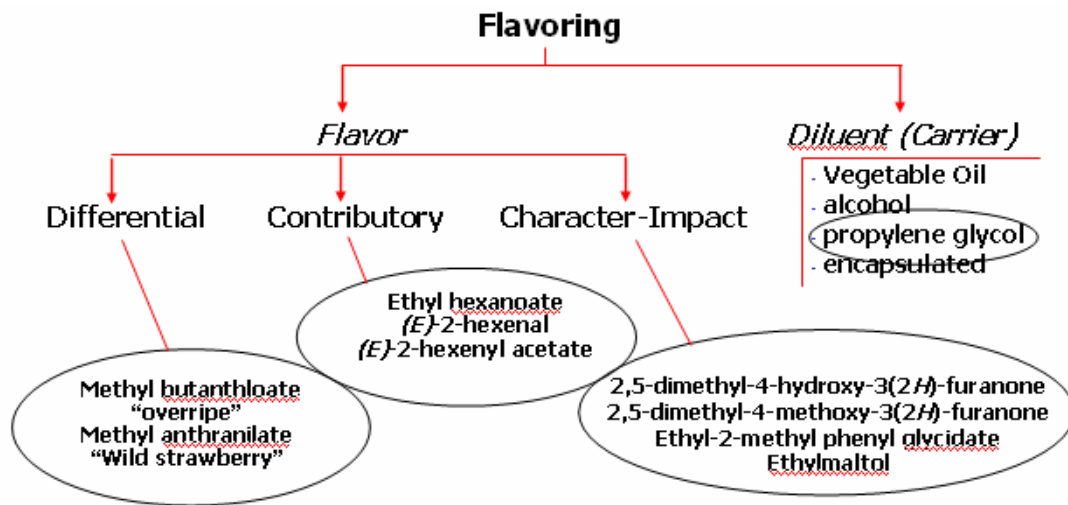 Flavoring
Flavor
Diluent (Carrier)
- Vegetable Oil
- alcohol
- propylene glycol
- encapsulated
Differential
Contributory
Character-Impact
Ethyl hexanoate
(E)-2-hexenal
(E)-2-hexenyl acetate
Methyl butanthloate
"overripe"
Methyl anthranilate
"Wild strawberry"
2,5-dimethyl-4-hydroxy-3(2H)-furanone
2,5-dimethyl-4-methoxy-3(2H)-furanone
Ethyl-2-methyl phenyl glycidate
Ethylmaltol